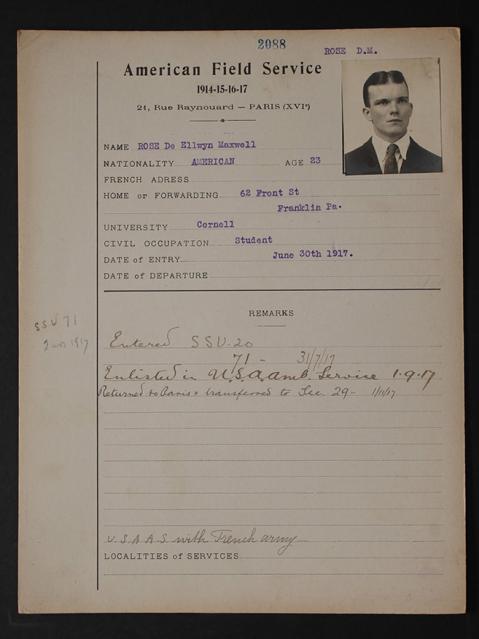 2088
ROSE D.M.
American Field Service
1914-15-16-17
21, Rue Raynouard – PARIS (XVIe)
NAME ROSE De Ellwyn Maxwell
NATIONALITY AMERICAN AGE 23
FRENCH ADRESS
HOME or FORWARDING 62 Front St
Franklin Pa.
UNIVERSITY Cornell
CIVIL OCCUPATION Student
DATE of ENTRY June 30th 1917.
DATE of DEPARTURE
REMARKS
SSU 71
1917
Entered SSU-20
71 - 31/7/17
Enlisted in U.S.A. Amb. Service 1.9.17
Returned to Paris & transferred to Sec. 29- 1/11/17
U.S.A.A.S with French army
LOCALITIES of SERVICES